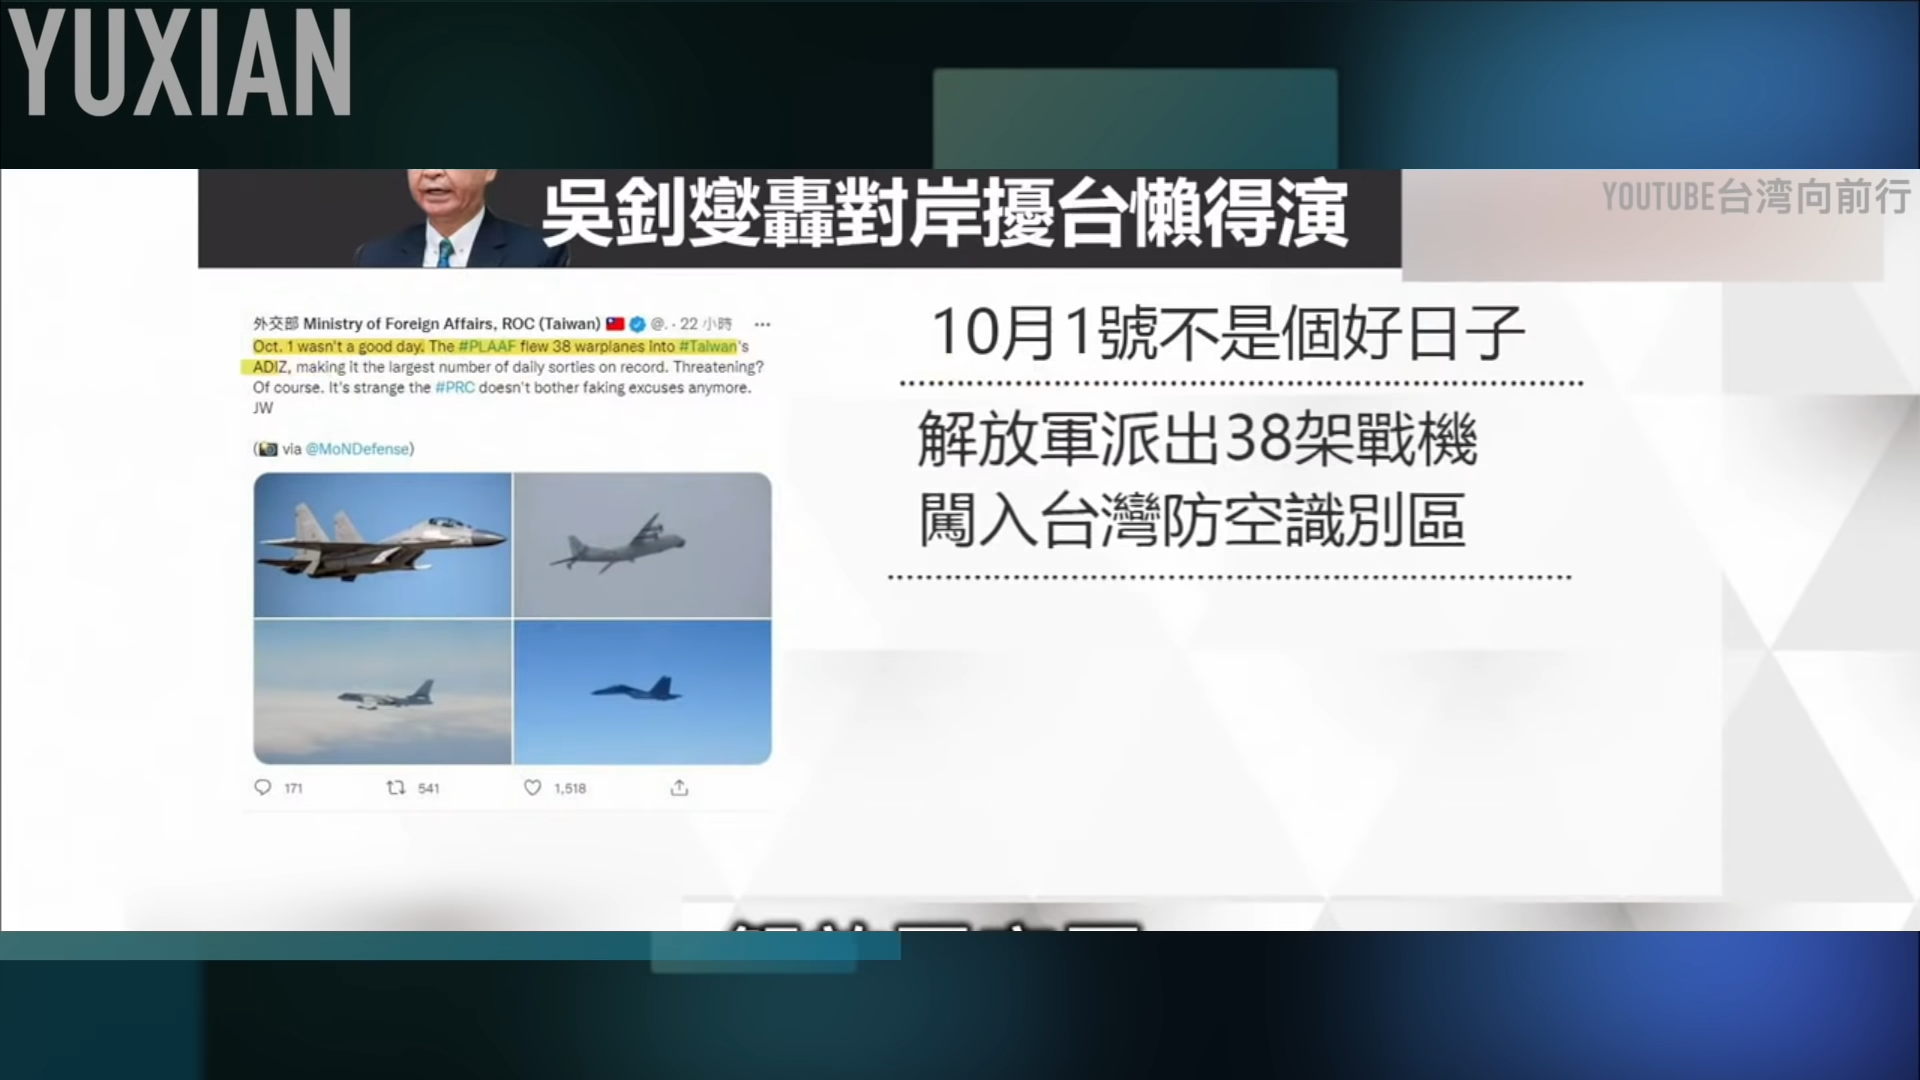 YUXIAN
吳釗燮轟對岸擾台懶得演
YOUTUBE台湾向前行
外交部 Ministry of Foreign Affairs, ROC (Taiwan) 🇹🇼 @. · 22 小時 ···
Oct. 1 wasn't a good day. The #PLAAF flew 38 warplanes into #Taiwan's
ADIZ, making it the largest number of daily sorties on record. Threatening?
Of course. It's strange the #PRC doesn't bother faking excuses anymore.
JW
(📷 via @MoNDefense)
171 541 1,518
10月1號不是個好日子
解放軍派出38架戰機
闖入台灣防空識別區